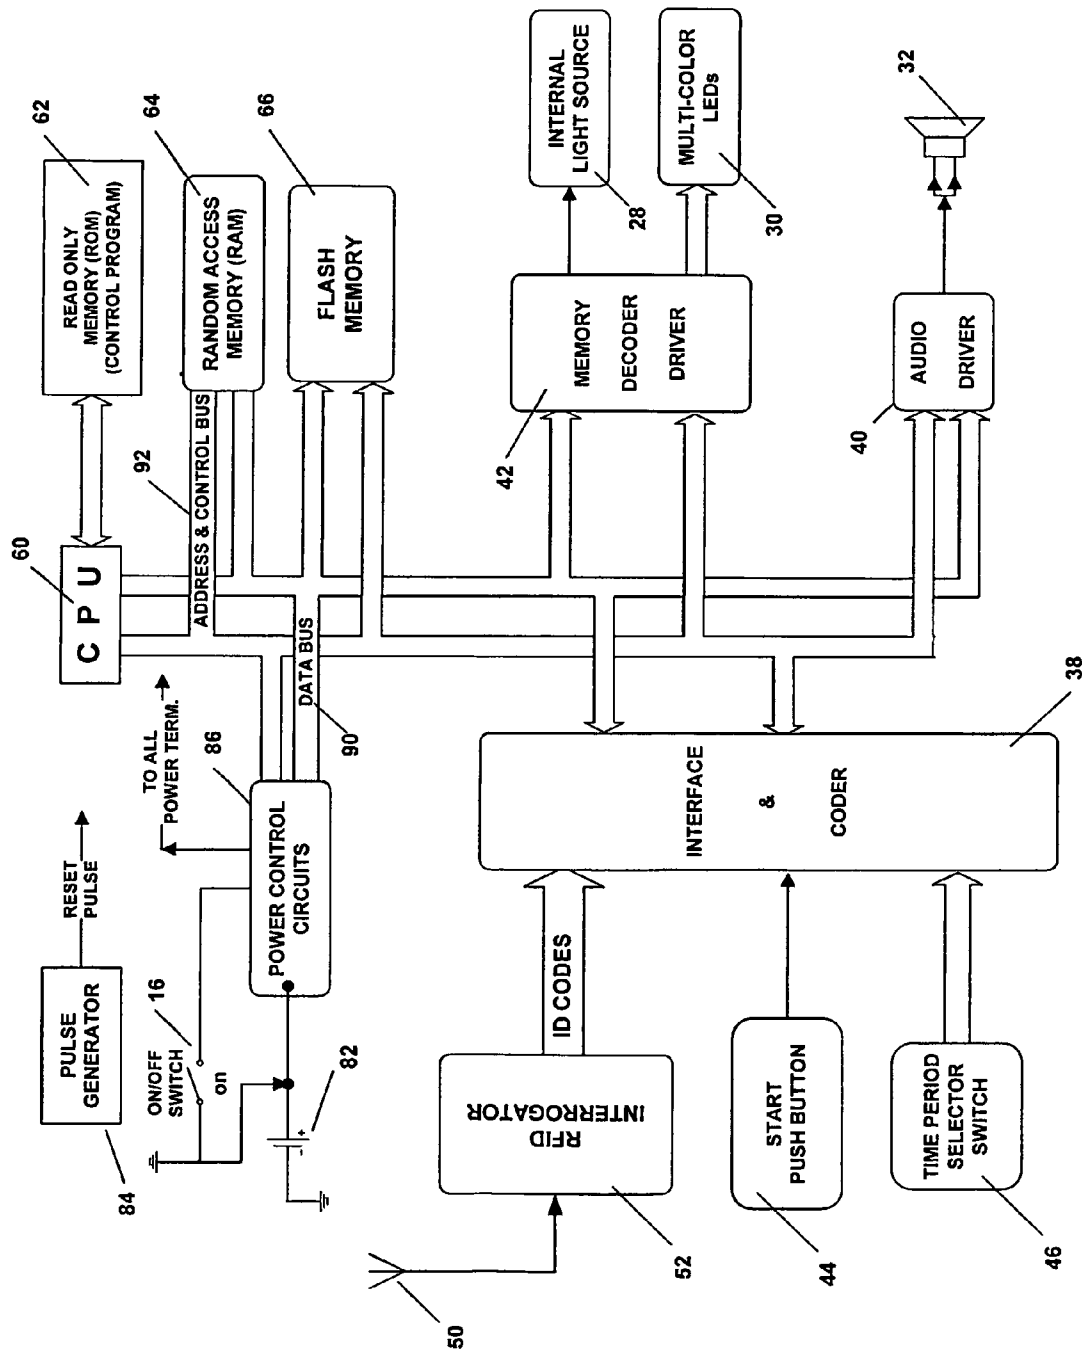 62
READ ONLY
MEMORY (ROM)
(CONTROL PROGRAM)
64
RANDOM ACCESS
MEMORY (RAM)
66
FLASH
MEMORY
INTERNAL
LIGHT SOURCE
28
MULTI-COLOR
LEDs
30
32
60
C P U
92
ADDRESS & CONTROL BUS
DATA BUS
90
MEMORY
DECODER
DRIVER
42
AUDIO
DRIVER
40
PULSE
GENERATOR
84
RESET
PULSE
TO ALL
POWER TERM.
86
POWER CONTROL
CIRCUITS
ON/OFF
SWITCH
16
on
+
-
82
INTERFACE
&
CODER
38
50
RFID
INTERROGATOR
52
ID CODES
START
PUSH BUTTON
44
TIME PERIOD
SELECTOR
SWITCH
46